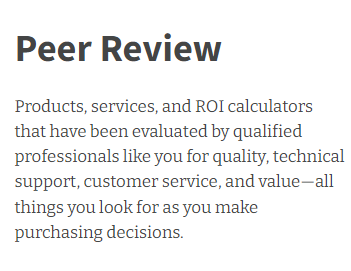 Peer Review
Products, services, and ROI calculators
that have been evaluated by qualified
professionals like you for quality, technical
support, customer service, and value—all
things you look for as you make
purchasing decisions.